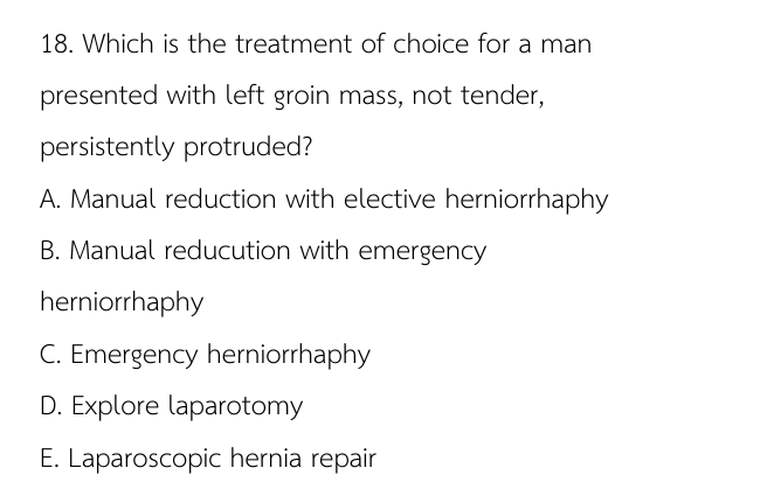 18. Which is the treatment of choice for a man
presented with left groin mass, not tender,
persistently protruded?
A. Manual reduction with elective herniorrhaphy
B. Manual reducution with emergency
herniorrhaphy
C. Emergency herniorrhaphy
D. Explore laparotomy
E. Laparoscopic hernia repair